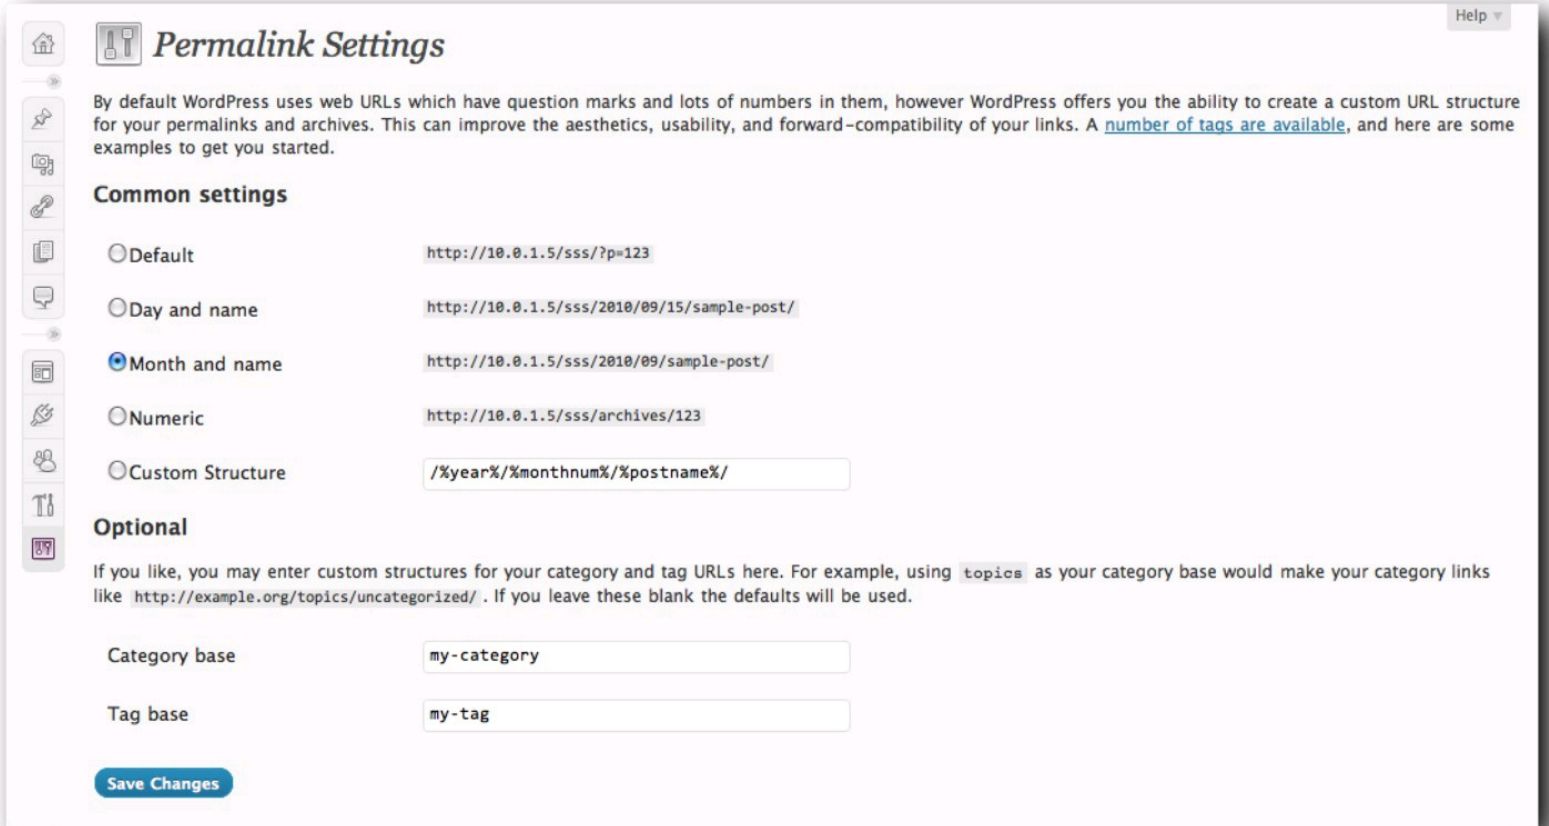 Help
Permalink Settings
By default WordPress uses web URLs which have question marks and lots of numbers in them, however WordPress offers you the ability to create a custom URL structure
for your permalinks and archives. This can improve the aesthetics, usability, and forward-compatibility of your links. A number of tags are available, and here are some
examples to get you started.
Common settings
Default http://10.0.1.5/sss/?p=123
Day and name http://10.0.1.5/sss/2010/09/15/sample-post/
Month and name http://10.0.1.5/sss/2010/09/sample-post/
Numeric http://10.0.1.5/sss/archives/123
Custom Structure /%year%/%monthnum%/%postname%/
Optional
If you like, you may enter custom structures for your category and tag URLs here. For example, using topics as your category base would make your category links
like http://example.org/topics/uncategorized/ . If you leave these blank the defaults will be used.
Category base my-category
Tag base my-tag
Save Changes